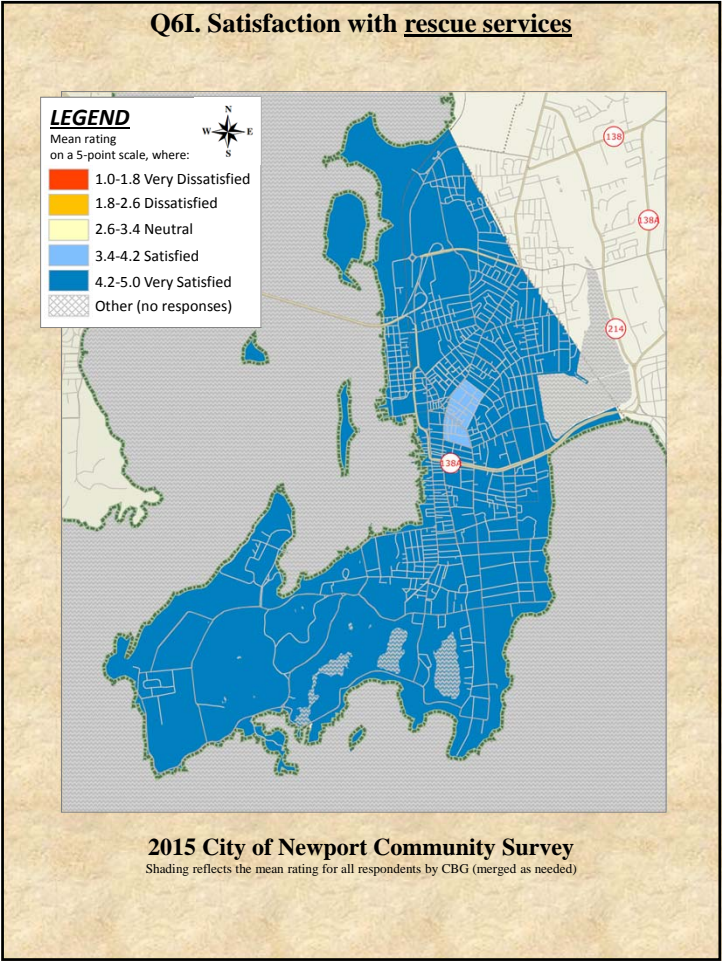 Q6I. Satisfaction with rescue services
LEGEND
Mean rating
on a 5-point scale, where:
N
W E
S
1.0-1.8 Very Dissatisfied
1.8-2.6 Dissatisfied
2.6-3.4 Neutral
3.4-4.2 Satisfied
4.2-5.0 Very Satisfied
Other (no responses)
138
138A
214
138A
2015 City of Newport Community Survey
Shading reflects the mean rating for all respondents by CBG (merged as needed)